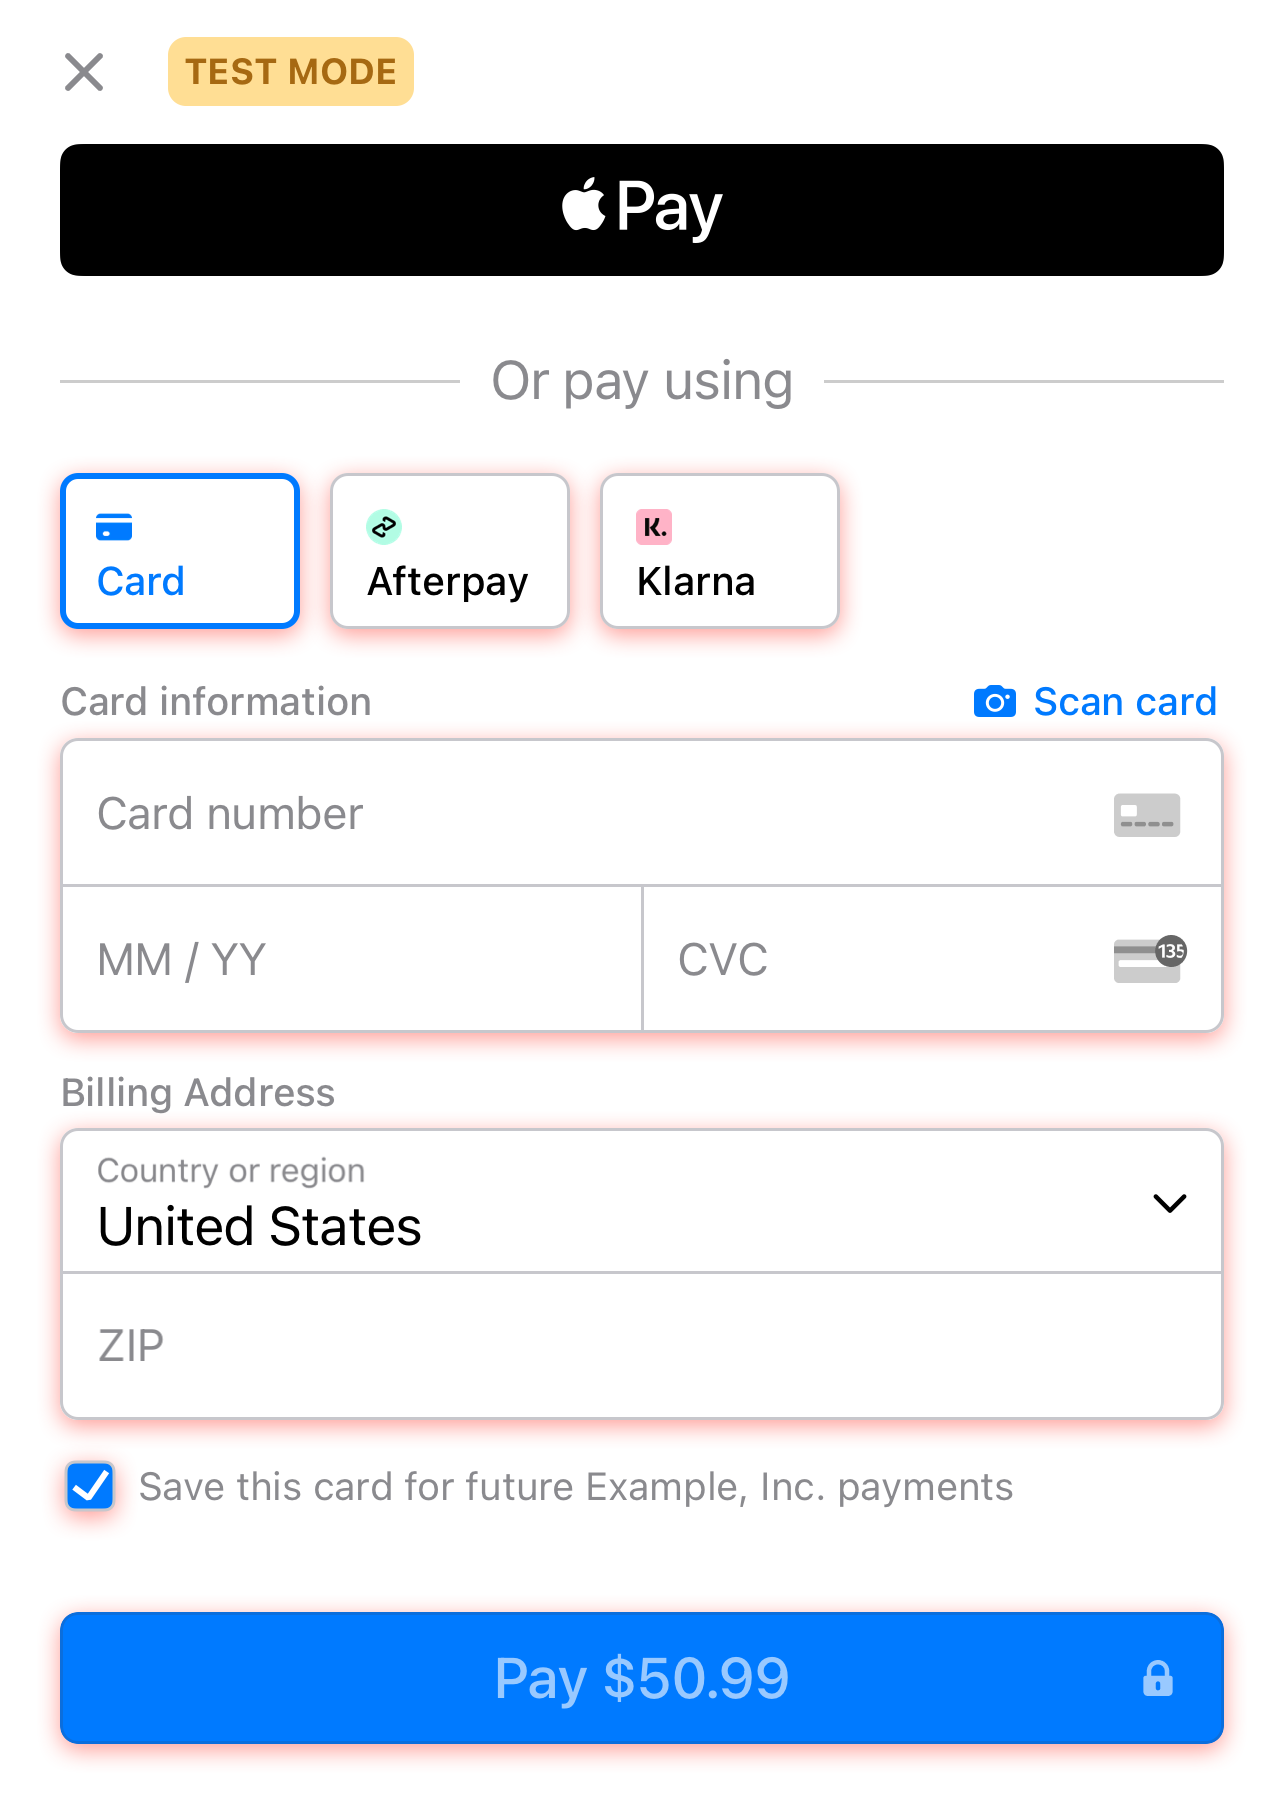 TEST MODE
Pay
Or pay using
Card
Afterpay
K.
Klarna
Card information
Scan card
Card number
MM / YY
CVC
135
Billing Address
Country or region
United States
ZIP
Save this card for future Example, Inc. payments
Pay $50.99